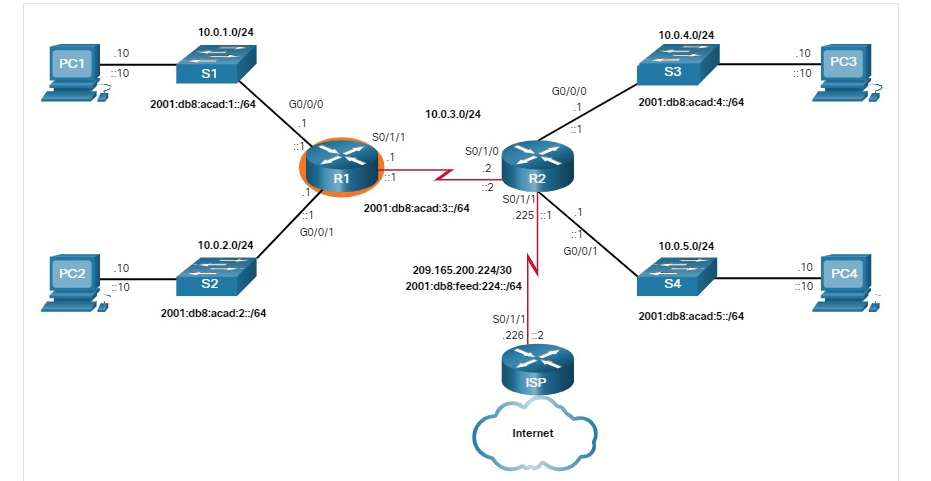 10.0.1.0/24
10.0.4.0/24
PC1
.10
::10
S1
S3
.10
::10
PC3
2001:db8:acad:1::/64
G0/0/0
.1
::1
10.0.3.0/24
G0/0/0
.1
::1
2001:db8:acad:4::/64
S0/1/1
.1
::1
R1
S0/1/0
.2
::2
R2
2001:db8:acad:3::/64
.1
::1
G0/0/1
S0/1/1
.225 ::1
.1
::1
G0/0/1
10.0.2.0/24
10.0.5.0/24
PC2
.10
::10
S2
209.165.200.224/30
2001:db8:feed:224::/64
S4
.10
::10
PC4
2001:db8:acad:2::/64
2001:db8:acad:5::/64
S0/1/1
.226 ::2
ISP
Internet